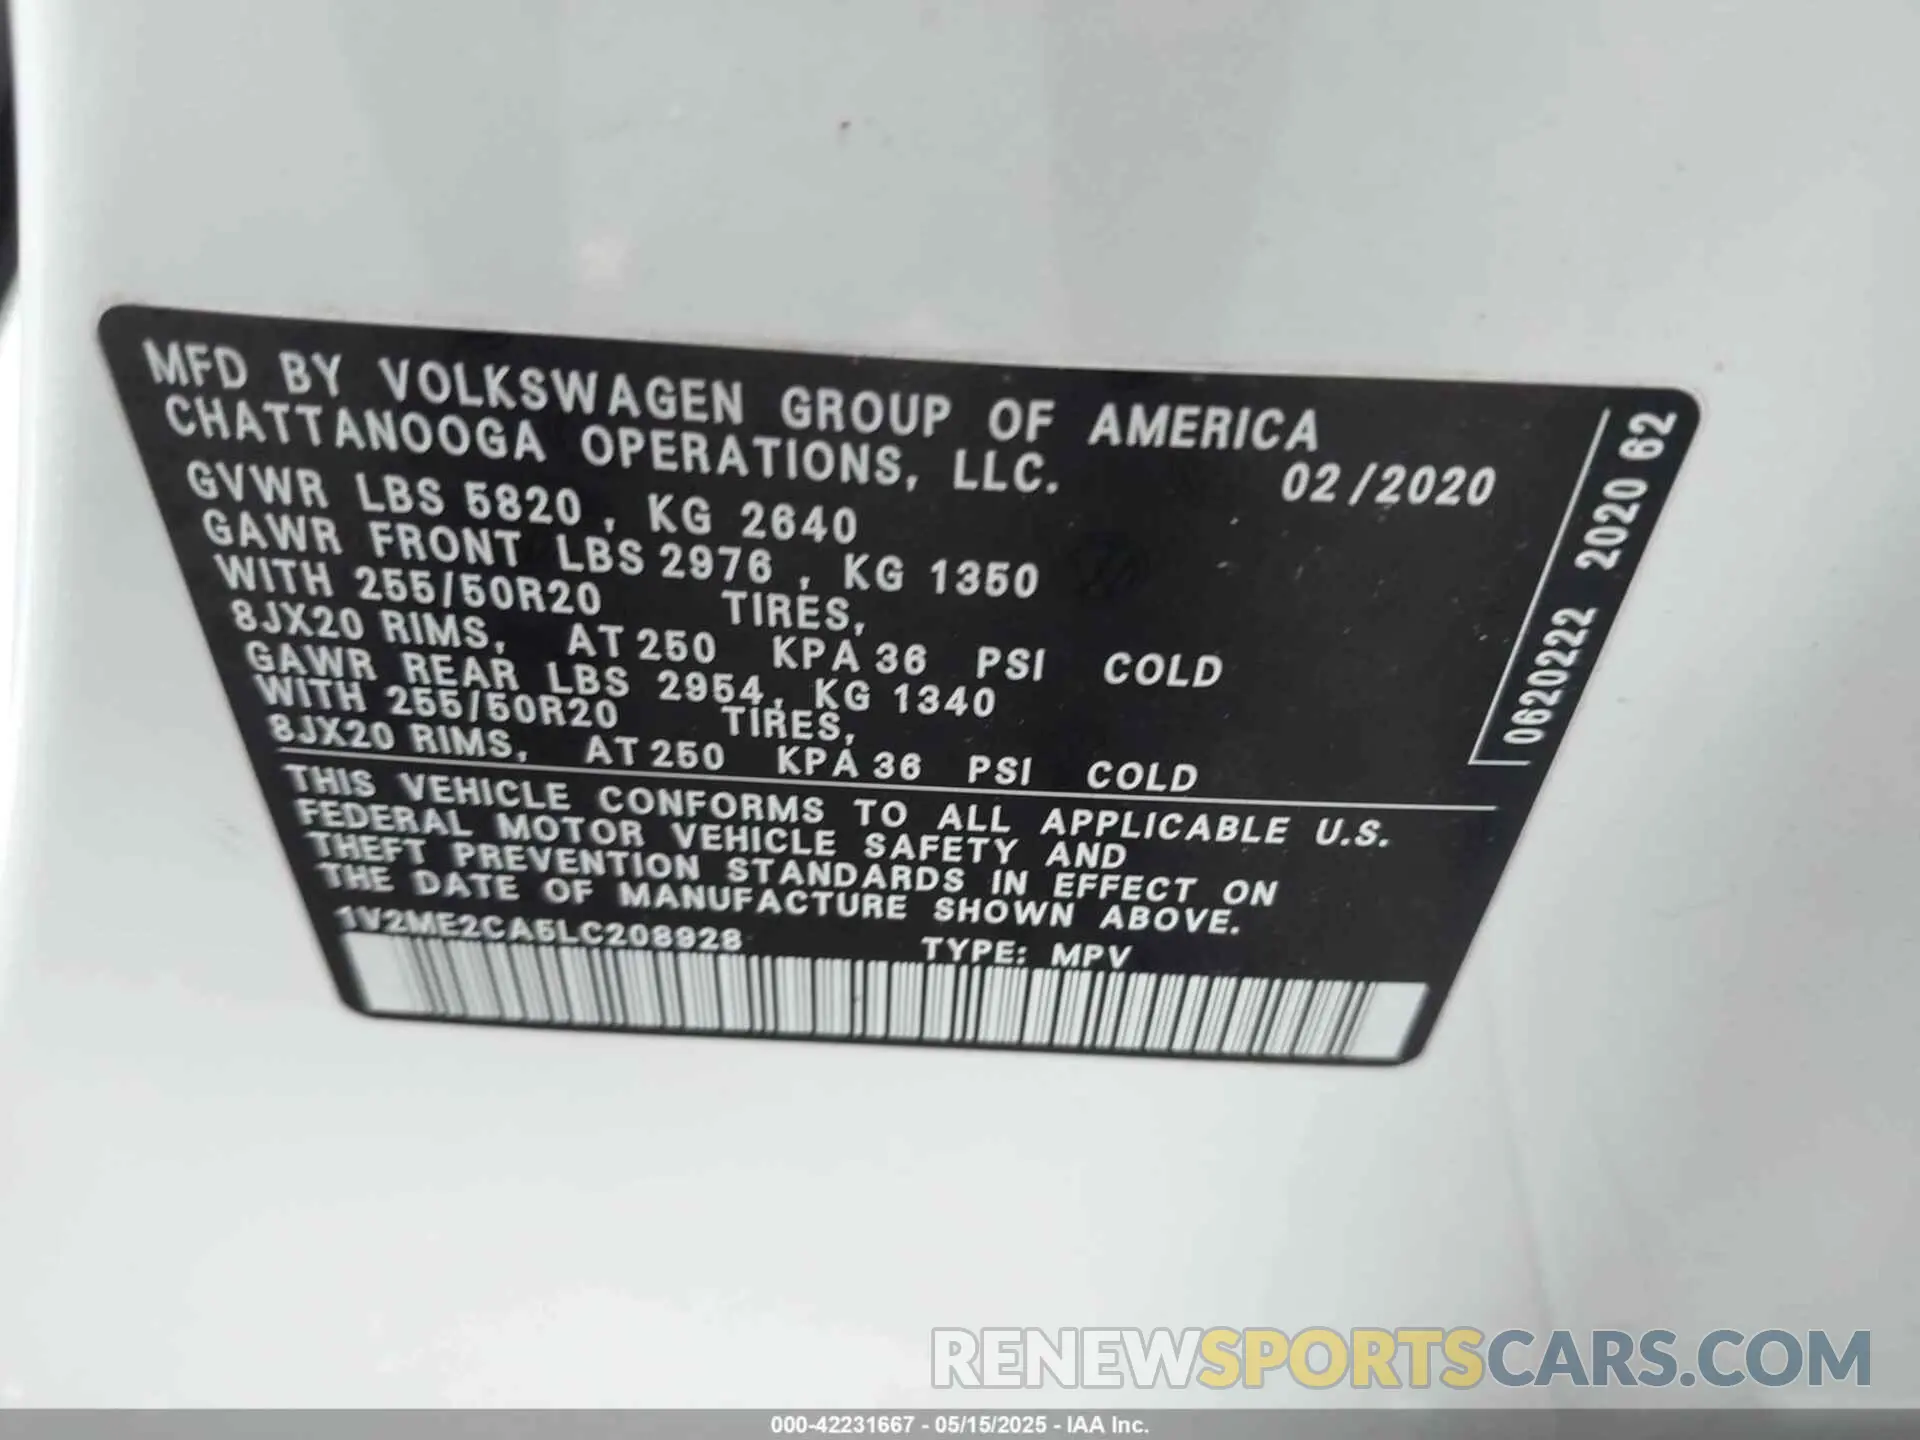 MFD BY VOLKSWAGEN GROUP OF AMERICA
CHATTANOOGA OPERATIONS, LLC.
02/2020
GVWR LBS 5820 , KG 2640
GAWR FRONT LBS 2976 , KG 1350
WITH 255/50R20 TIRES,
8JX20 RIMS, AT 250 KPA 36 PSI COLD
GAWR REAR LBS 2954, KG 1340
WITH 255/50R20 TIRES,
8JX20 RIMS, AT 250 KPA 36 PSI COLD
THIS VEHICLE CONFORMS TO ALL APPLICABLE U.S.
FEDERAL MOTOR VEHICLE SAFETY AND
THEFT PREVENTION STANDARDS IN EFFECT ON
THE DATE OF MANUFACTURE SHOWN ABOVE.
1V2ME2CA5LC208928 TYPE: MPV
0620222 2020 62
RENEWSPORTSCARS.COM
000-42231667 - 05/15/2025 - IAA Inc.